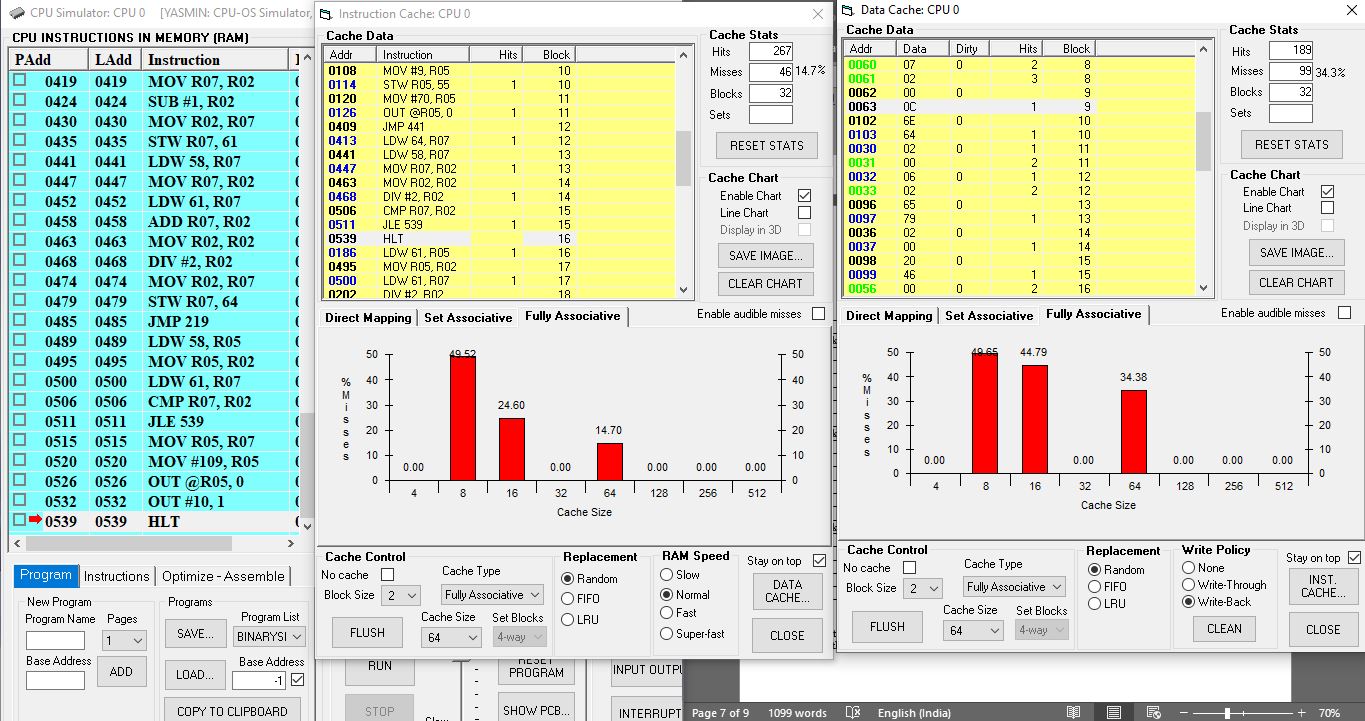 CPU Simulator: CPU 0 [YASMIN: CPU-OS Simulator,
CPU INSTRUCTIONS IN MEMORY (RAM)
PAdd LAdd Instruction
0419 0419 MOV R07, R02
0424 0424 SUB #1, R02
0430 0430 MOV R02, R07
0435 0435 STW R07, 61
0441 0441 LDW 58, R07
0447 0447 MOV R07, R02
0452 0452 LDW 61, R07
0458 0458 ADD R07, R02
0463 0463 MOV R02, R02
0468 0468 DIV #2, R02
0474 0474 MOV R02, R07
0479 0479 STW R07, 64
0485 0485 JMP 219
0489 0489 LDW 58, R05
0495 0495 MOV R05, R02
0500 0500 LDW 61, R07
0506 0506 CMP R07, R02
0511 0511 JLE 539
0515 0515 MOV R05, R07
0520 0520 MOV #109, R05
0526 0526 OUT @R05, 0
0532 0532 OUT #10, 1
0539 0539 HLT
Program Instructions Optimize - Assemble
New Program
Program Name Pages
1
Base Address
ADD
Programs
Program List
SAVE... BINARYSI
Base Address
LOAD... -1
COPY TO CLIPBOARD
Instruction Cache: CPU 0
Cache Data
Addr Instruction Hits Block
0108 MOV #9, R05 10
0114 STW R05, 55 1 10
0120 MOV #70, R05 11
0126 OUT @R05, 0 1 11
0409 JMP 441 12
0413 LDW 64, R07 1 12
0441 LDW 58, R07 13
0447 MOV R07, R02 1 13
0463 MOV R02, R02 14
0468 DIV #2, R02 1 14
0506 CMP R07, R02 15
0511 JLE 539 1 15
0539 HLT 16
0186 LDW 61, R05 1 16
0495 MOV R05, R02 17
0500 LDW 61, R07 1 17
0202 DIV #2, R02 18
Cache Stats
Hits 267
Misses 46 14.7%
Blocks 32
Sets
RESET STATS
Cache Chart
Enable Chart
Line Chart
Display in 3D
SAVE IMAGE...
CLEAR CHART
Enable audible misses
Direct Mapping Set Associative Fully Associative
% Misses
50 50
40 40
30 30
20 20
10 10
0 0
0.00 49.52 24.60 0.00 14.70 0.00 0.00 0.00
4 8 16 32 64 128 256 512
Cache Size
Cache Control
No cache
Block Size 2
FLUSH
Cache Type
Fully Associative
Cache Size Set Blocks
64 4-way
Replacement
Random
FIFO
LRU
RAM Speed
Slow
Normal
Fast
Super-fast
Stay on top
DATA CACHE...
CLOSE
RUN
STOP
RESET PROGRAM
SHOW PCB...
INPUT OUTPU
INTERRUPT
Data Cache: CPU 0
Cache Data
Addr Data Dirty Hits Block
0060 07 0 2 8
0061 02 3 8
0062 00 0 9
0063 0C 1 9
0102 6E 0 10
0103 64 1 10
0030 02 0 1 11
0031 00 2 11
0032 06 0 1 12
0033 02 2 12
0096 65 0 13
0097 79 1 13
0036 02 0 14
0037 00 1 14
0098 20 0 15
0099 46 1 15
0056 00 0 2 16
Cache Stats
Hits 189
Misses 99 34.3%
Blocks 32
Sets
RESET STATS
Cache Chart
Enable Chart
Line Chart
Display in 3D
SAVE IMAGE...
CLEAR CHART
Enable audible misses
Direct Mapping Set Associative Fully Associative
% Misses
50 50
40 40
30 30
20 20
10 10
0 0
0.00 49.65 44.79 0.00 34.38 0.00 0.00 0.00
4 8 16 32 64 128 256 512
Cache Size
Cache Control
No cache
Block Size 2
FLUSH
Cache Type
Fully Associative
Cache Size Set Blocks
64 4-way
Replacement
Random
FIFO
LRU
Write Policy
None
Write-Through
Write-Back
CLEAN
Stay on top
INST. CACHE...
CLOSE
Page 7 of 9 1099 words English (India) 70%